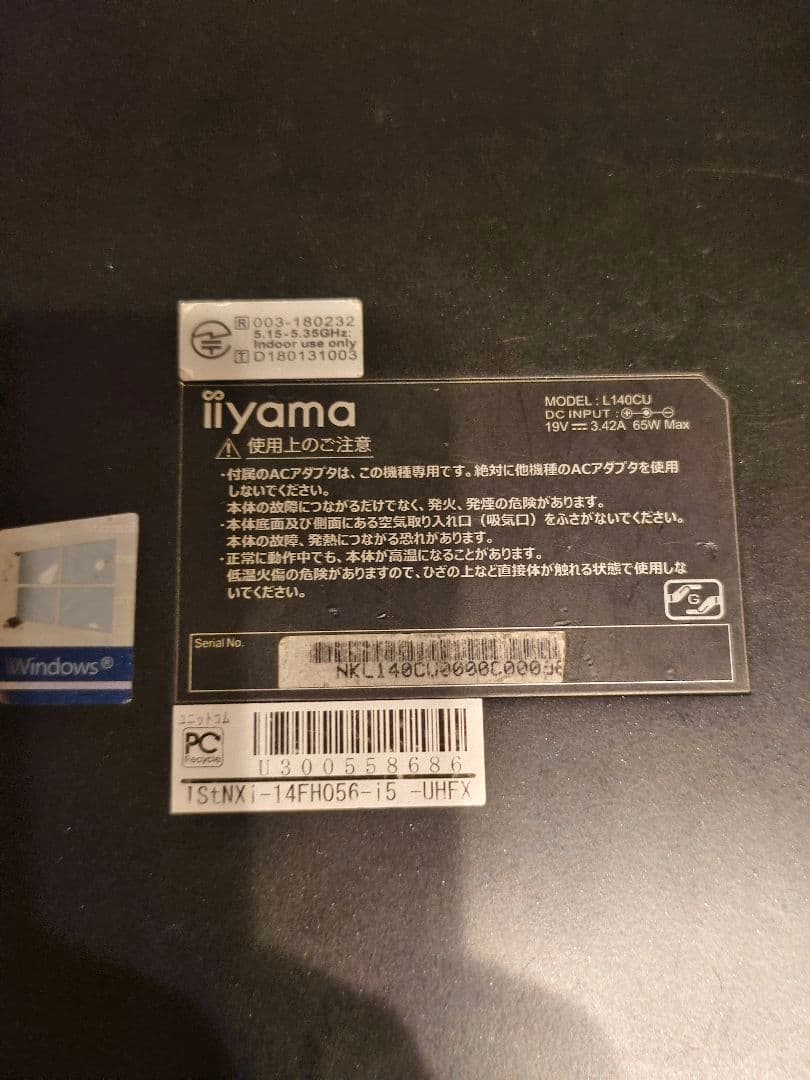 R 003-180232
5.15-5.35GHz:
Indoor use only
T D180131003
iiyama
MODEL : L140CU
DC INPUT :
19V 3.42A 65W Max
使用上のご注意
・付属のACアダプタは、この機種専用です。絶対に他機種のACアダプタを使用
しないでください。
本体の故障につながるだけでなく、発火、発煙の危険があります。
・本体底面及び側面にある空気取り入れ口（吸気口）をふさがないでください。
本体の故障、発熱につながる恐れがあります。
・正常に動作中でも、本体が高温になることがあります。
低温火傷の危険がありますので、ひざの上など直接体が触れる状態で使用しな
いでください。
G
Serial No.
Windows®
ユニットコム
PC
Recycle
U300558686
IStNXi-14FH056-i5 -UHFX